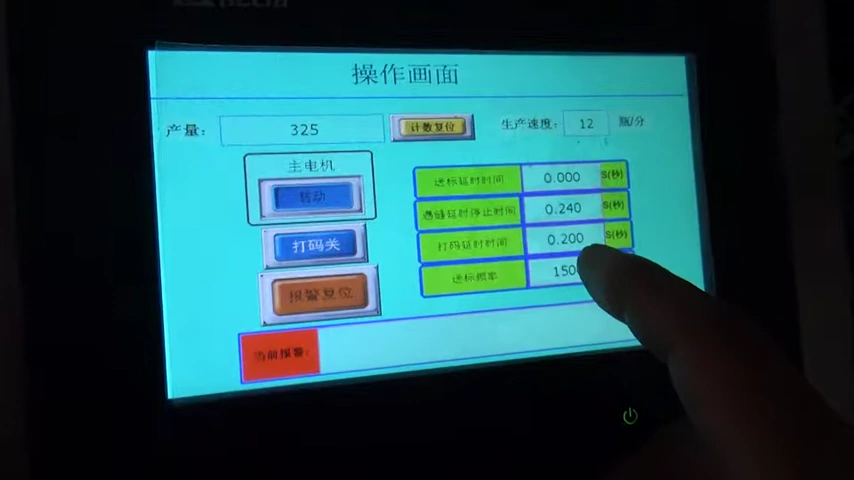 操作画面
产量: 325 计数复位 生产速度: 12 瓶/分
主电机
转动
打码关
报警复位
送标延时时间 0.000 S(秒)
遇缝延时停止时间 0.240 S(秒)
打码延时时间 0.200 S(秒)
送标频率 150
当前报警: